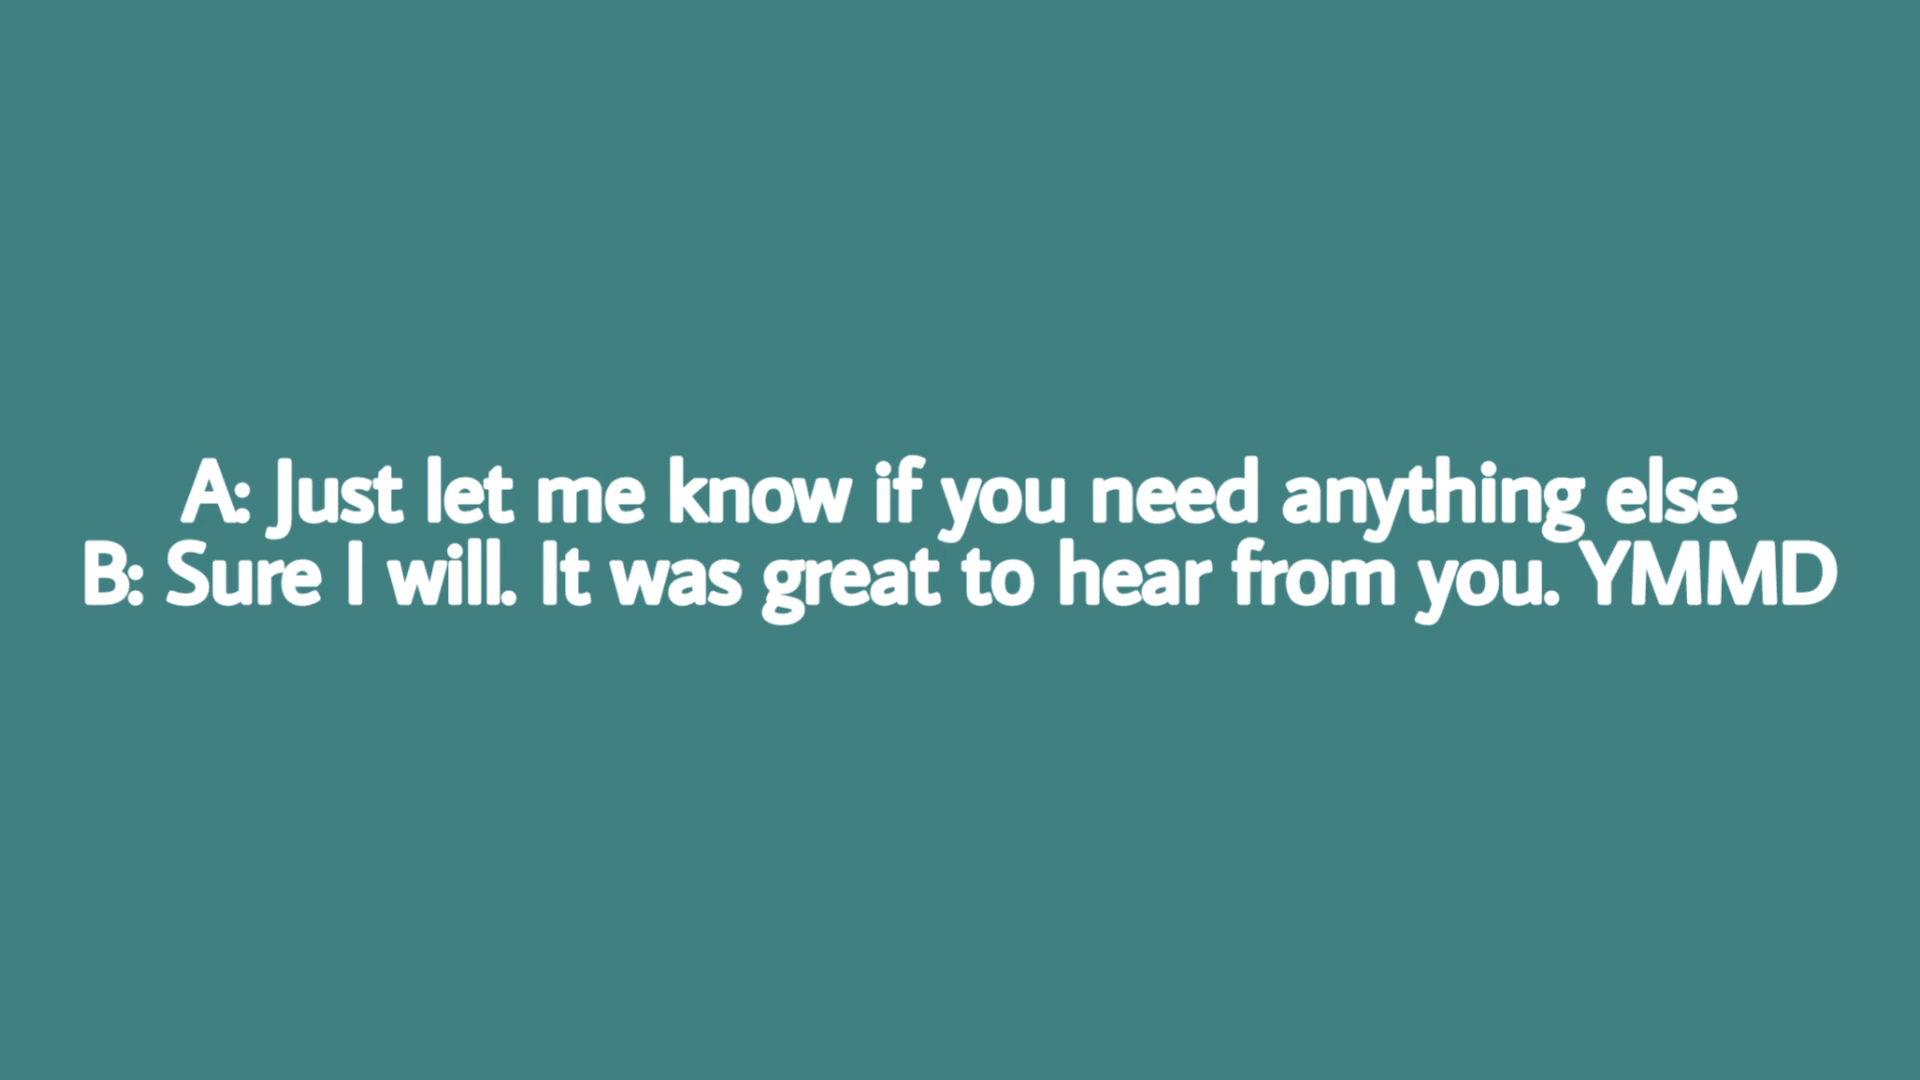 A: Just let me know if you need anything else
B: Sure I will. It was great to hear from you. YMMD